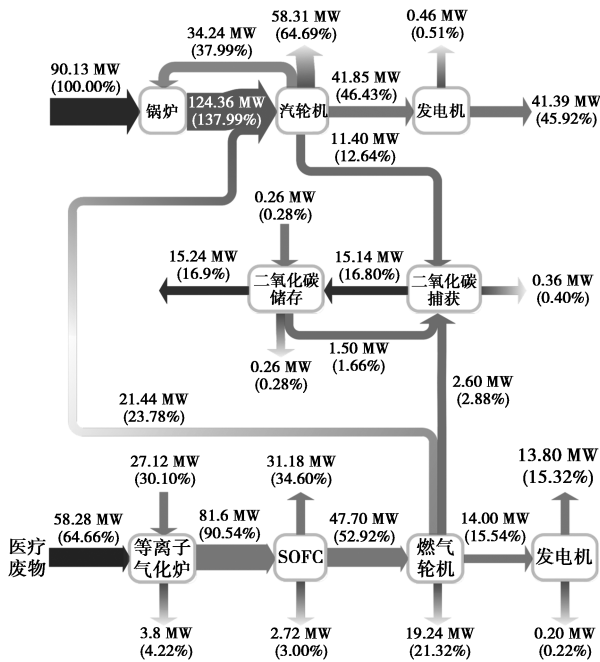 58.31 MW
(64.69%)
0.46 MW
(0.51%)
34.24 MW
(37.99%)
90.13 MW
(100.00%)
41.85 MW
(46.43%)
锅炉
124.36 MW
(137.99%)
汽轮机
发电机
41.39 MW
(45.92%)
11.40 MW
(12.64%)
0.26 MW
(0.28%)
15.24 MW
(16.9%)
二氧化碳
储存
15.14 MW
(16.80%)
二氧化碳
捕获
0.36 MW
(0.40%)
0.26 MW
(0.28%)
1.50 MW
(1.66%)
21.44 MW
(23.78%)
2.60 MW
(2.88%)
27.12 MW
(30.10%)
31.18 MW
(34.60%)
13.80 MW
(15.32%)
医疗
废物
58.28 MW
(64.66%)
等离子
气化炉
81.6 MW
(90.54%)
SOFC
47.70 MW
(52.92%)
燃气
轮机
14.00 MW
(15.54%)
发电机
3.8 MW
(4.22%)
2.72 MW
(3.00%)
19.24 MW
(21.32%)
0.20 MW
(0.22%)